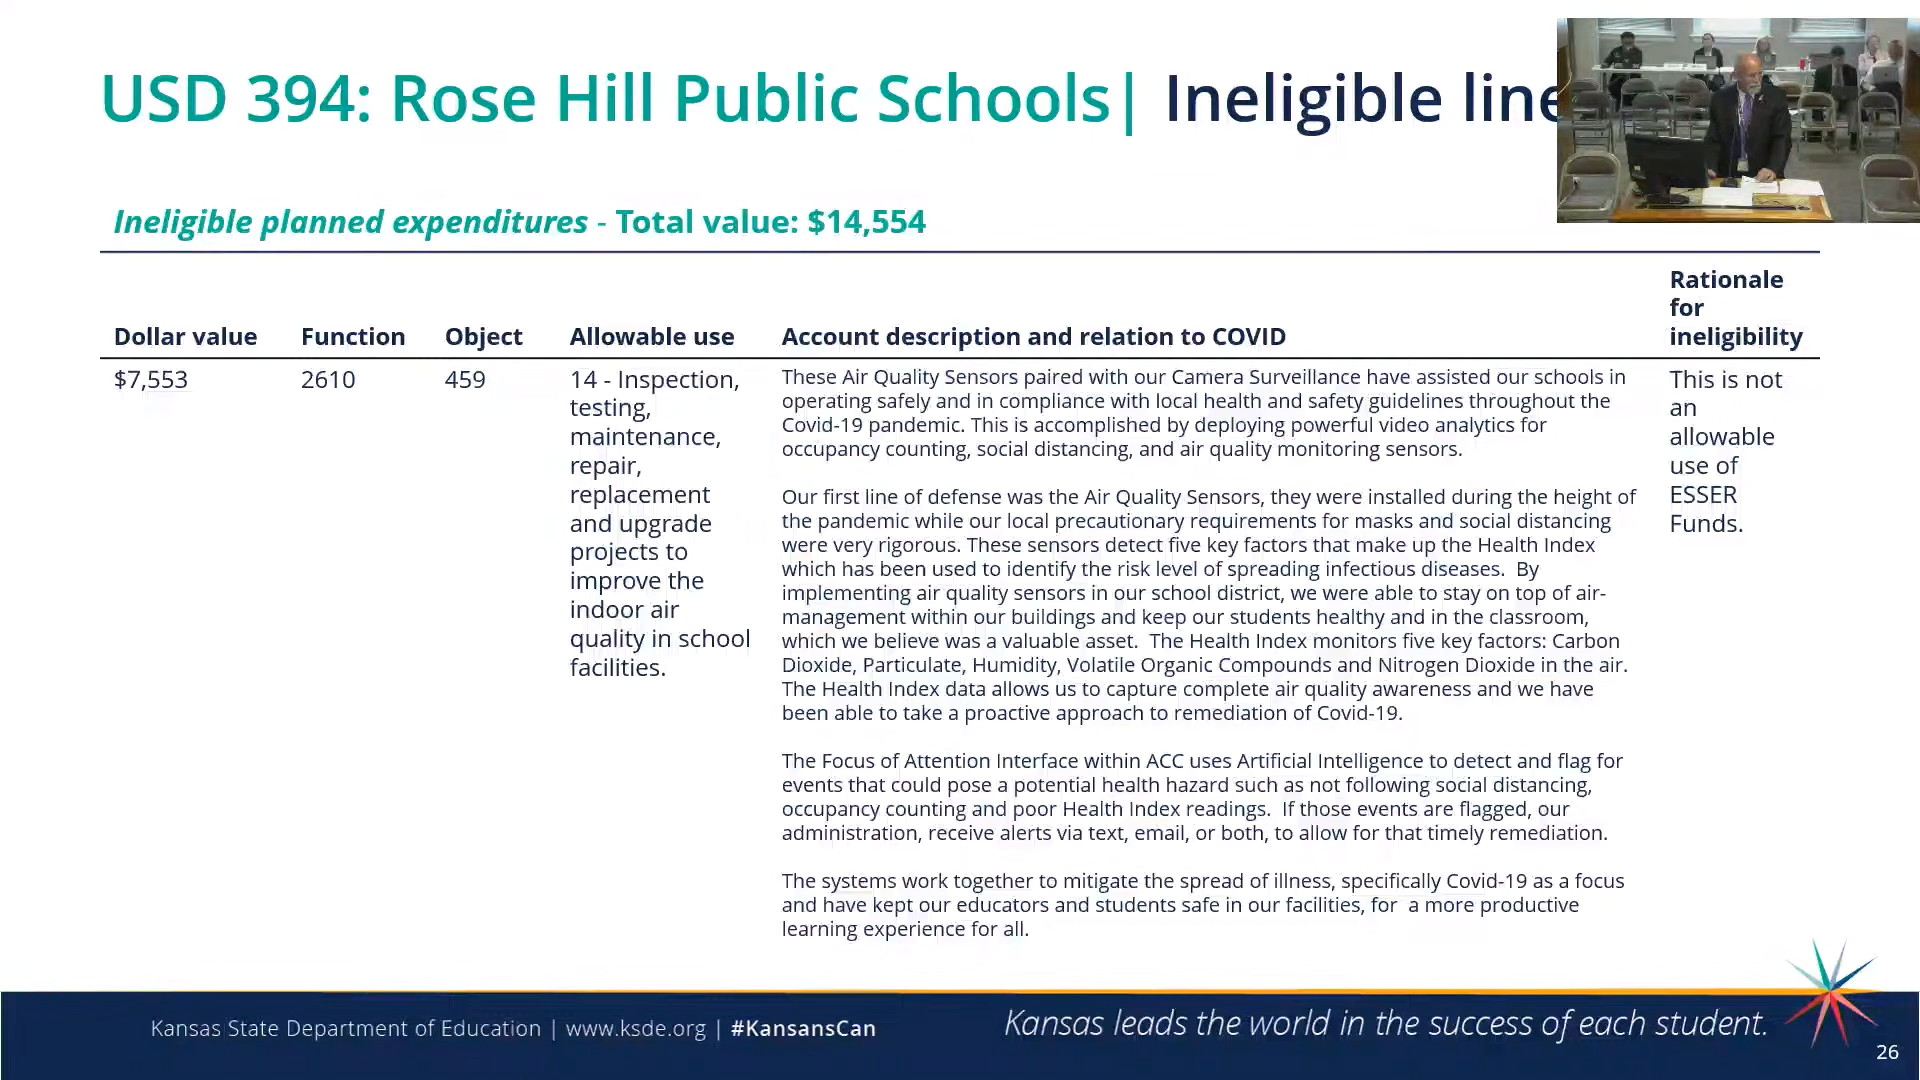 USD 394: Rose Hill Public Schools| Ineligible line
Ineligible planned expenditures - Total value: $14,554
Rationale
for
ineligibility
Dollar value Function Object Allowable use Account description and relation to COVID
$7,553 2610 459
14 - Inspection,
testing,
maintenance,
repair,
replacement
and upgrade
projects to
improve the
indoor air
quality in school
facilities.
These Air Quality Sensors paired with our Camera Surveillance have assisted our schools in
operating safely and in compliance with local health and safety guidelines throughout the
Covid-19 pandemic. This is accomplished by deploying powerful video analytics for
occupancy counting, social distancing, and air quality monitoring sensors.
Our first line of defense was the Air Quality Sensors, they were installed during the height of
the pandemic while our local precautionary requirements for masks and social distancing
were very rigorous. These sensors detect five key factors that make up the Health Index
which has been used to identify the risk level of spreading infectious diseases.  By
implementing air quality sensors in our school district, we were able to stay on top of air-
management within our buildings and keep our students healthy and in the classroom,
which we believe was a valuable asset.  The Health Index monitors five key factors: Carbon
Dioxide, Particulate, Humidity, Volatile Organic Compounds and Nitrogen Dioxide in the air.
The Health Index data allows us to capture complete air quality awareness and we have
been able to take a proactive approach to remediation of Covid-19.
The Focus of Attention Interface within ACC uses Artificial Intelligence to detect and flag for
events that could pose a potential health hazard such as not following social distancing,
occupancy counting and poor Health Index readings.  If those events are flagged, our
administration, receive alerts via text, email, or both, to allow for that timely remediation.
The systems work together to mitigate the spread of illness, specifically Covid-19 as a focus
and have kept our educators and students safe in our facilities, for  a more productive
learning experience for all.
This is not
an
allowable
use of
ESSER
Funds.
Kansas State Department of Education | www.ksde.org | #KansansCan
Kansas leads the world in the success of each student.
26